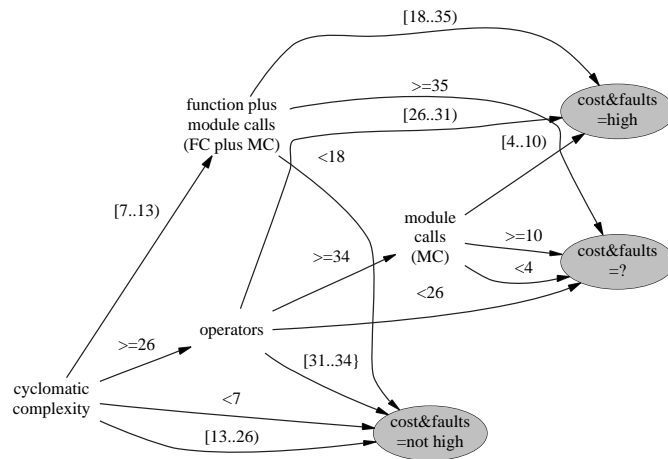 [18..35)
>=35
function plus
module calls
(FC plus MC)
[26..31)
cost&faults
=high
<18
[4..10)
[7..13)
module
calls
(MC)
>=34
>=10
<4
cost&faults
=?
<26
operators
>=26
[31..34}
cyclomatic
complexity
<7
[13..26)
cost&faults
=not high